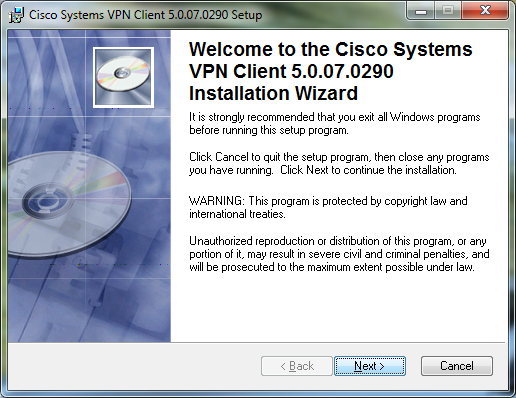 Cisco Systems VPN Client 5.0.07.0290 Setup
Welcome to the Cisco Systems
VPN Client 5.0.07.0290
Installation Wizard
It is strongly recommended that you exit all Windows programs
before running this setup program.
Click Cancel to quit the setup program, then close any programs
you have running. Click Next to continue the installation.
WARNING: This program is protected by copyright law and
international treaties.
Unauthorized reproduction or distribution of this program, or any
portion of it, may result in severe civil and criminal penalties, and
will be prosecuted to the maximum extent possible under law.
< Back
Next >
Cancel